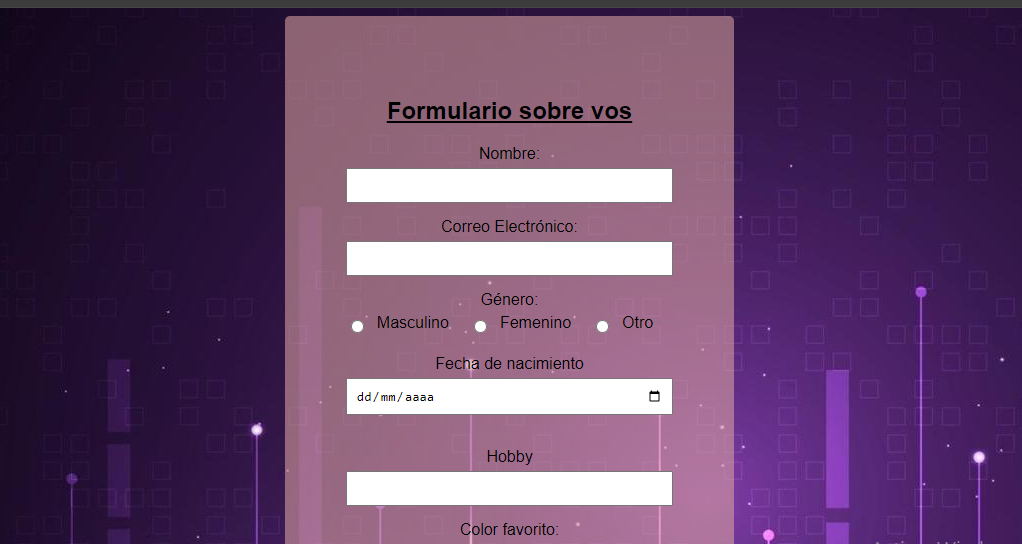 Formulario sobre vos
Nombre:
Correo Electrónico:
Género:
Masculino Femenino Otro
Fecha de nacimiento
dd/mm/aaaa
Hobby
Color favorito: